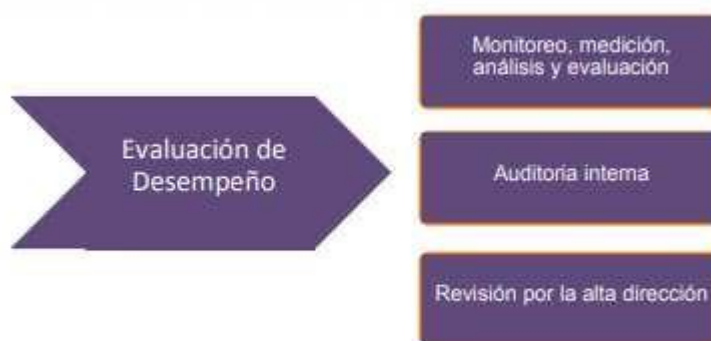 Monitoreo, medición,
análisis y evaluación
Evaluación de
Desempeño
Auditoria interna
Revisión por la alta dirección